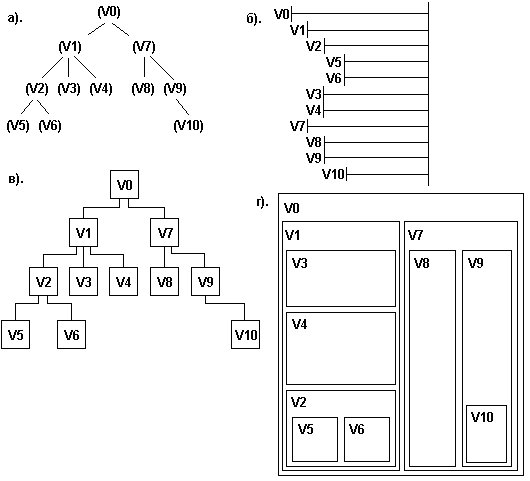 а).
(V0)
(V1) (V7)
(V2) (V3) (V4) (V8) (V9)
(V5) (V6) (V10)
б).
V0
V1
V2
V5
V6
V3
V4
V7
V8
V9
V10
в).
V0
V1 V7
V2 V3 V4 V8 V9
V5 V6 V10
г).
V0
V1 V7
V3 V8 V9
V4
V2
V5 V6 V10